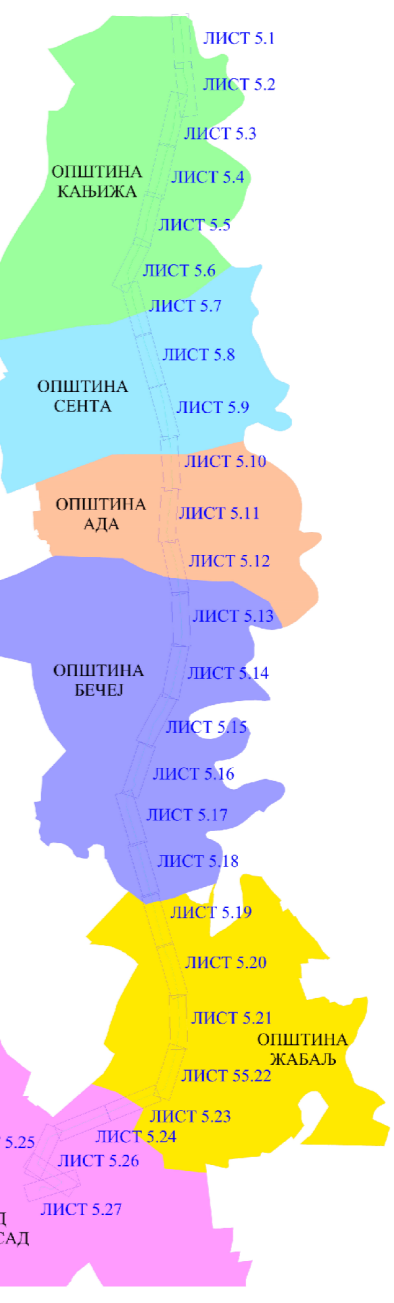 ЛИСТ 5.1
ЛИСТ 5.2
ЛИСТ 5.3
ОПШТИНА
КАЊИЖА
ЛИСТ 5.4
ЛИСТ 5.5
ЛИСТ 5.6
ЛИСТ 5.7
ЛИСТ 5.8
ОПШТИНА
СЕНТА
ЛИСТ 5.9
ЛИСТ 5.10
ОПШТИНА
АДА
ЛИСТ 5.11
ЛИСТ 5.12
ЛИСТ 5.13
ОПШТИНА
БЕЧЕЈ
ЛИСТ 5.14
ЛИСТ 5.15
ЛИСТ 5.16
ЛИСТ 5.17
ЛИСТ 5.18
ЛИСТ 5.19
ЛИСТ 5.20
ЛИСТ 5.21
ОПШТИНА
ЖАБАЉ
ЛИСТ 55.22
ЛИСТ 5.23
ЛИСТ 5.24
5.25
ЛИСТ 5.26
ЛИСТ 5.27
Д
САД